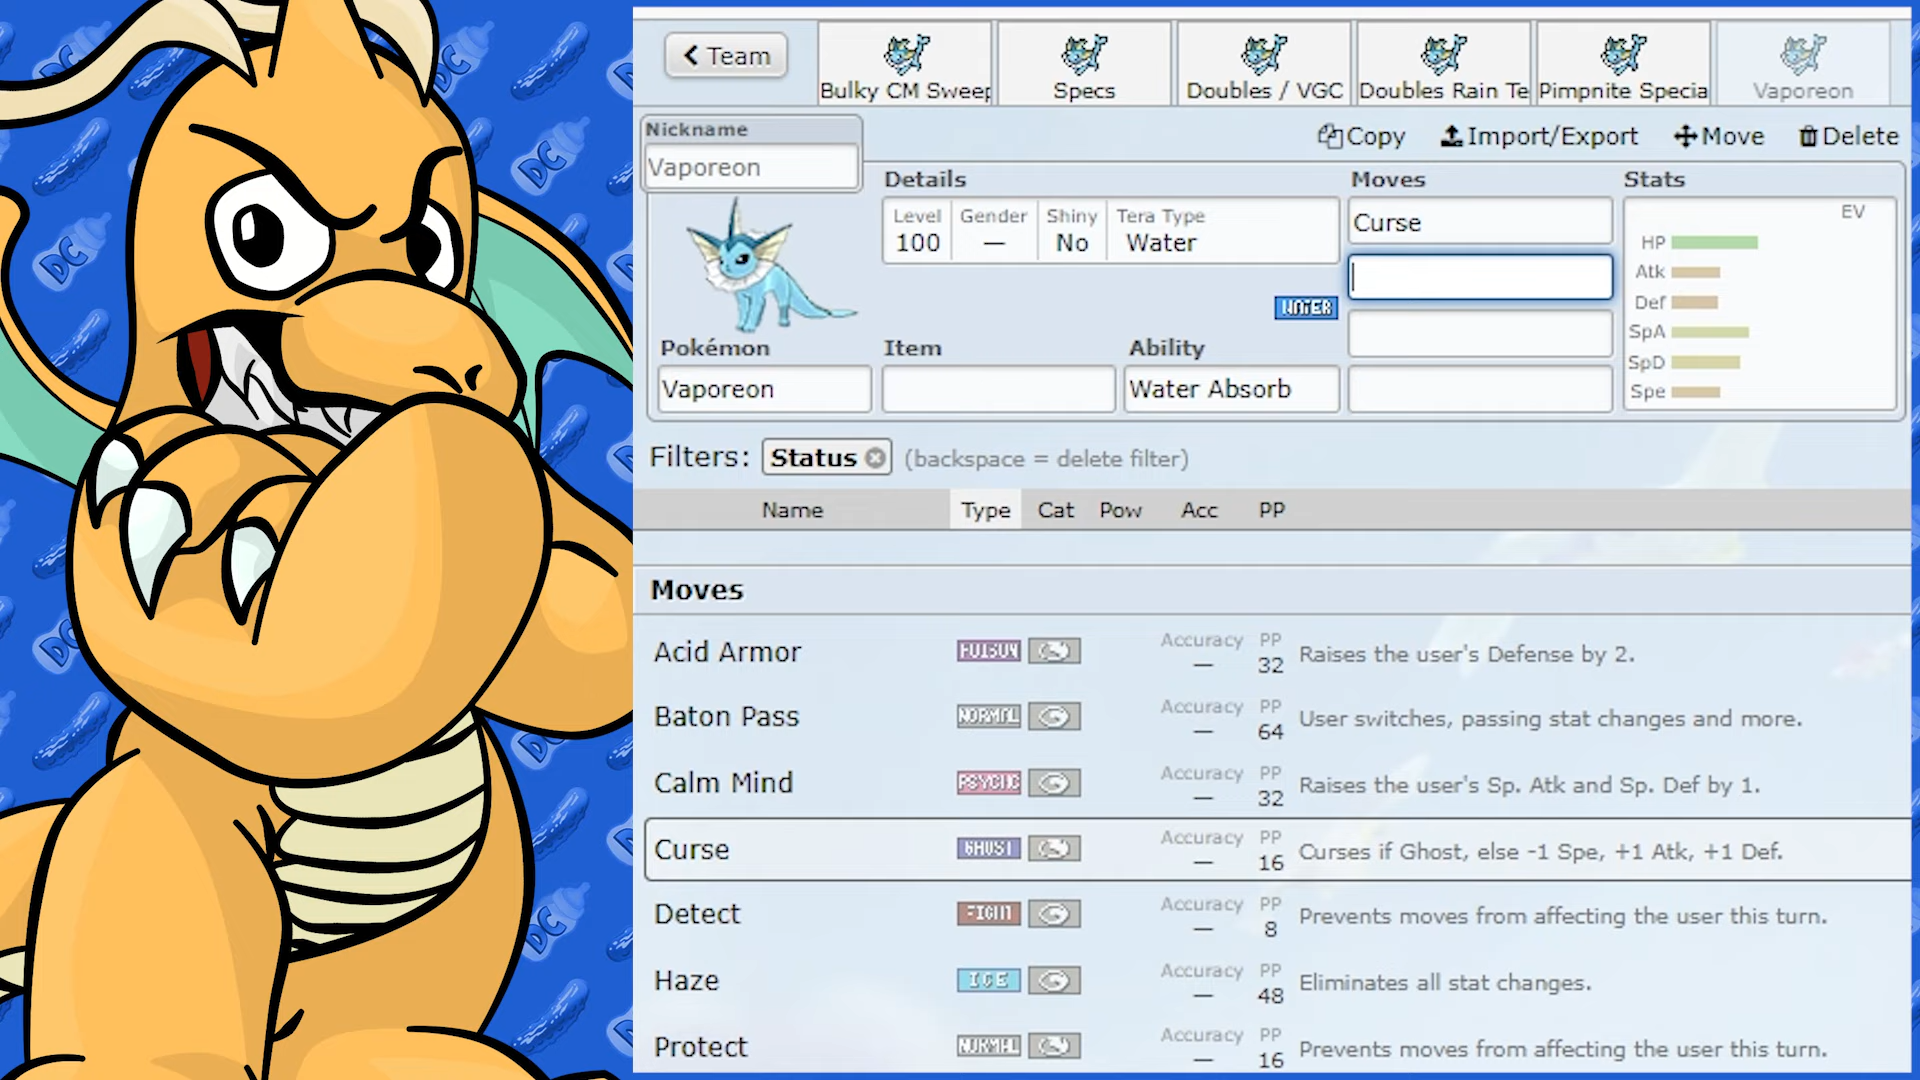 Team
Bulky CM Sweep
Specs
Doubles / VGC
Doubles Rain Te
Pimpnite Specia
Vaporeon
Copy
Import/Export
Move
Delete
Nickname
Vaporeon
Details
Level
100
Gender
—
Shiny
No
Tera Type
Water
WATER
Pokémon
Vaporeon
Item
Ability
Water Absorb
Moves
Curse
Stats
EV
HP
Atk
Def
SpA
SpD
Spe
Filters: Status (backspace = delete filter)
Name Type Cat Pow Acc PP
Moves
Acid Armor POISON Accuracy — PP 32 Raises the user's Defense by 2.
Baton Pass NORMAL Accuracy — PP 64 User switches, passing stat changes and more.
Calm Mind PSYCHC Accuracy — PP 32 Raises the user's Sp. Atk and Sp. Def by 1.
Curse GHOST Accuracy — PP 16 Curses if Ghost, else -1 Spe, +1 Atk, +1 Def.
Detect FIGHT Accuracy — PP 8 Prevents moves from affecting the user this turn.
Haze ICE Accuracy — PP 48 Eliminates all stat changes.
Protect NORMAL Accuracy — PP 16 Prevents moves from affecting the user this turn.
DC
DC
DC
DC
DC
DC